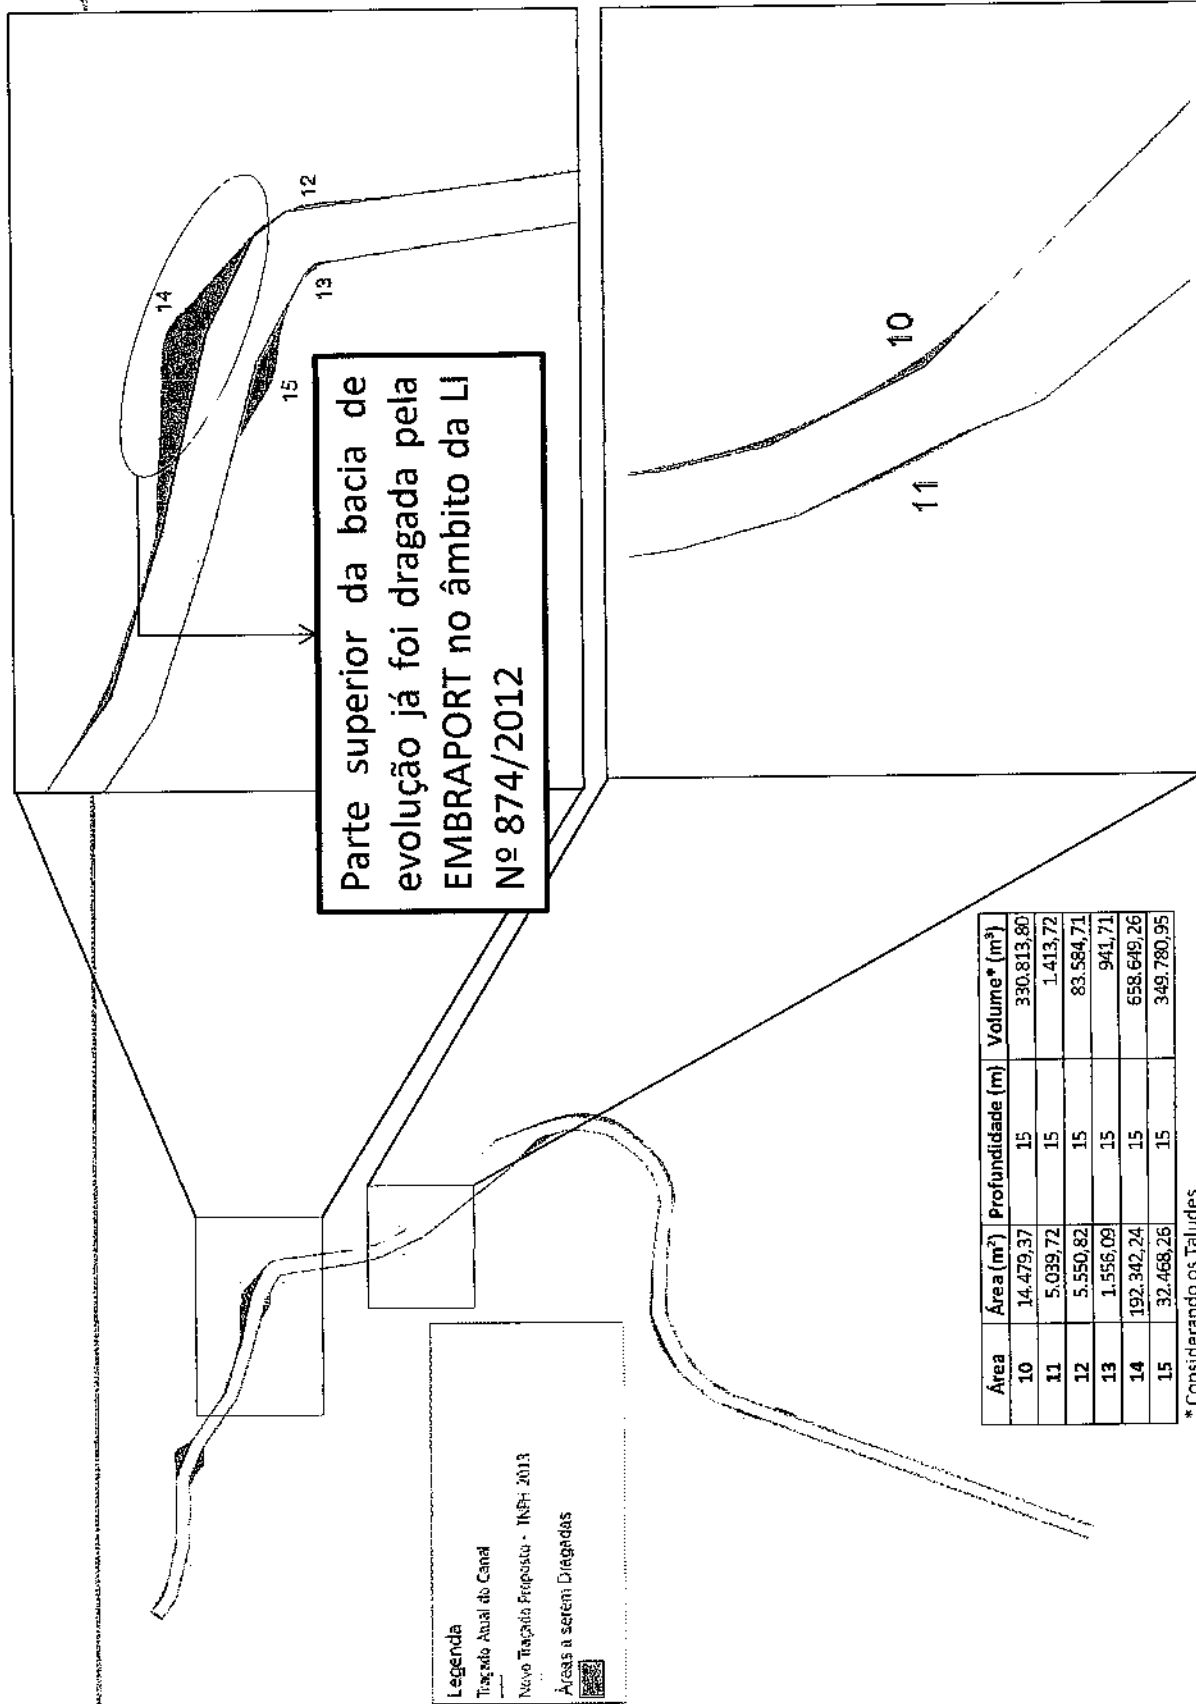 14
12
13
15
Parte superior da bacia de
evolução já foi dragada pela
EMBRAPORT no âmbito da LI
Nº 874/2012
10
11
Legenda
Traçado Atual do Canal
Novo Traçado Proposto - INPH 2013
Áreas a serem Dragadas
Área Área (m²) Profundidade (m) Volume* (m³)
10 14.479,37 15 330.813,80
11 5.039,72 15 1.413,72
12 5.550,82 15 83.584,71
13 1.556,09 15 941,71
14 192.342,24 15 658.649,26
15 32.468,26 15 349.780,95
* Considerando os Taludes